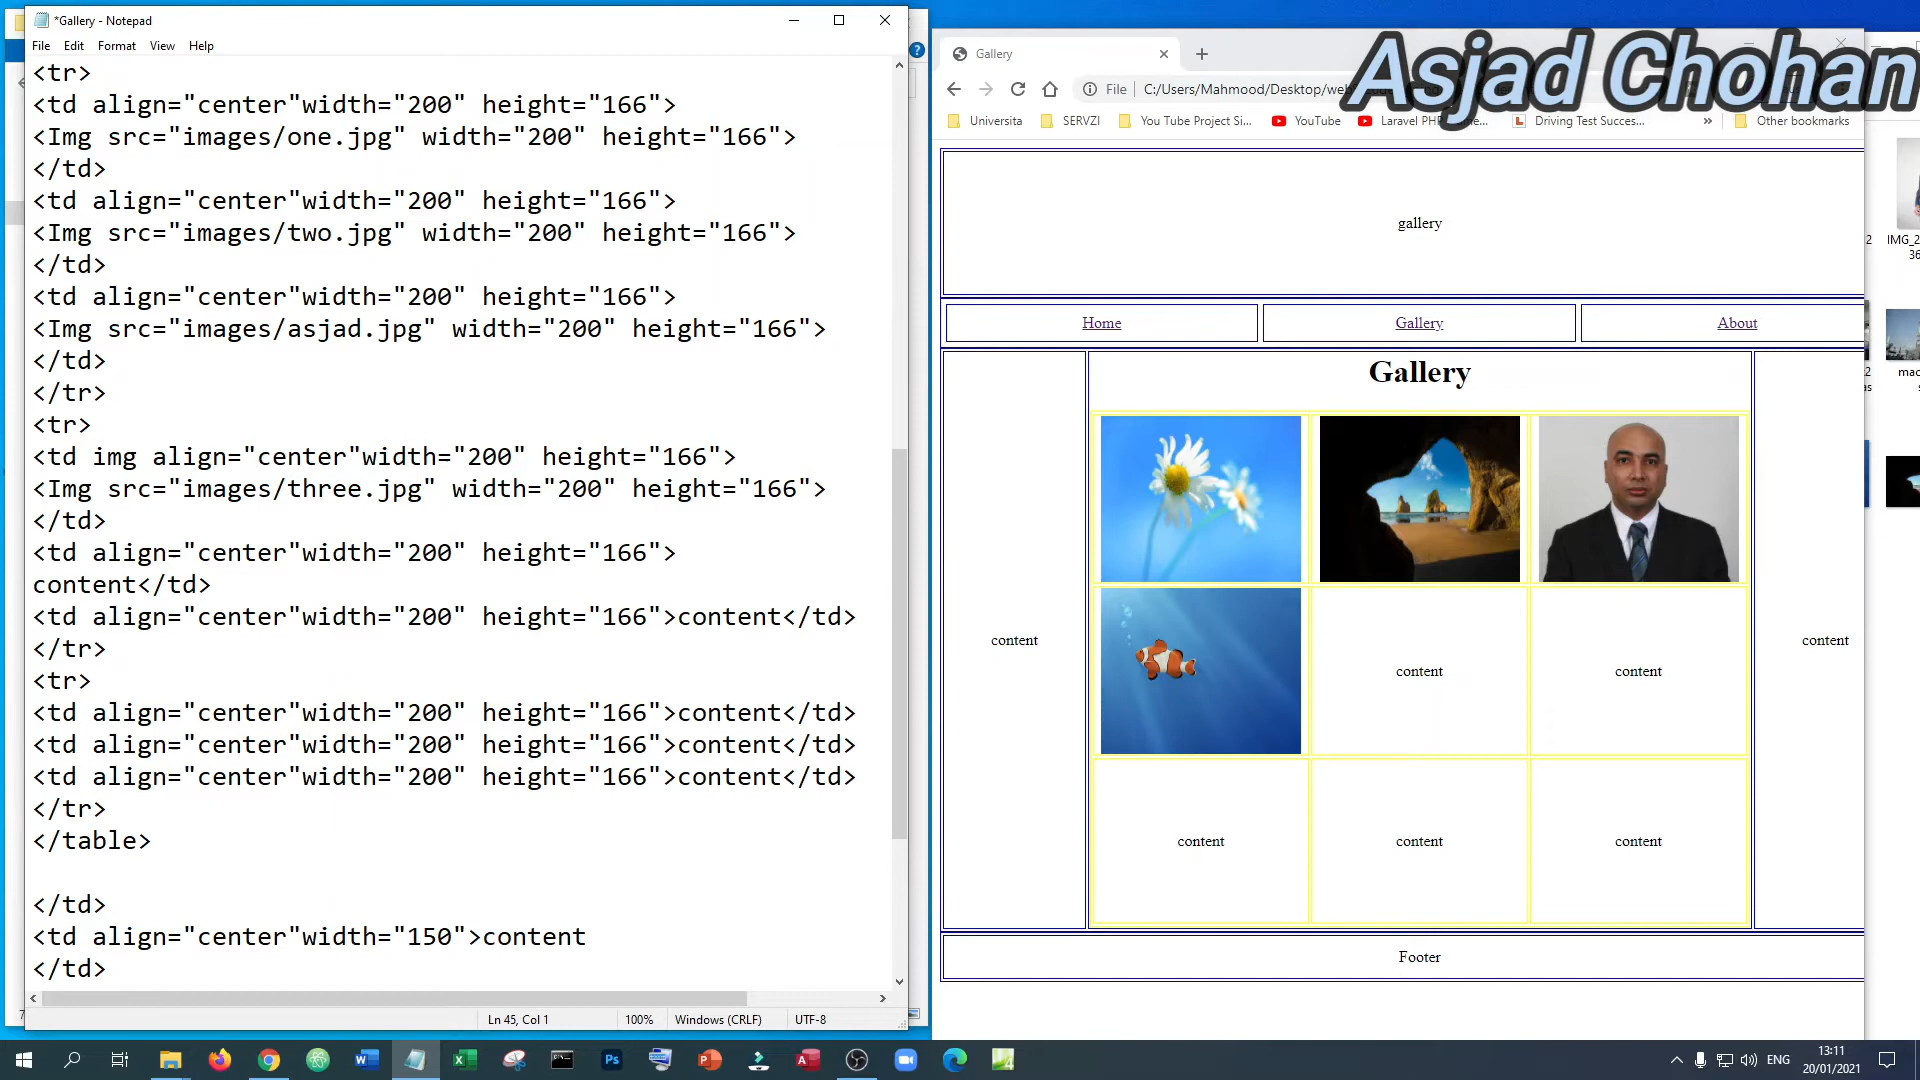 *Gallery - Notepad
File Edit Format View Help
<tr>
<td align="center"width="200" height="166">
<Img src="images/one.jpg" width="200" height="166">
</td>
<td align="center"width="200" height="166">
<Img src="images/two.jpg" width="200" height="166">
</td>
<td align="center"width="200" height="166">
<Img src="images/asjad.jpg" width="200" height="166">
</td>
</tr>
<tr>
<td img align="center"width="200" height="166">
<Img src="images/three.jpg" width="200" height="166">
</td>
<td align="center"width="200" height="166">
content</td>
<td align="center"width="200" height="166">content</td>
</tr>
<tr>
<td align="center"width="200" height="166">content</td>
<td align="center"width="200" height="166">content</td>
<td align="center"width="200" height="166">content</td>
</tr>
</table>
</td>
<td align="center"width="150">content
</td>
Ln 45, Col 1 100% Windows (CRLF) UTF-8
Gallery
Asjad Chohan
File C:/Users/Mahmood/Desktop/web
Universita SERVZI You Tube Project Si... YouTube Laravel PHP Driving Test Succes... » Other bookmarks
gallery
Home Gallery About
Gallery
content content content content
content content content
Footer
ENG
13:11
20/01/2021